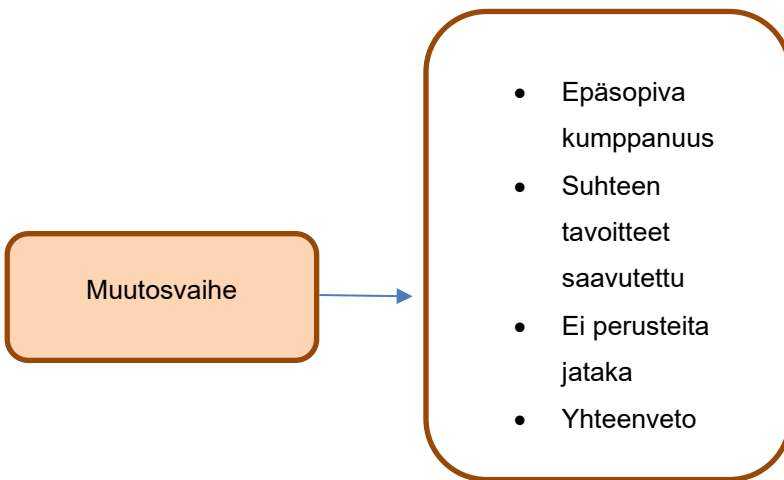 Muutosvaihe
• Epäsopiva
kumppanuus
• Suhteen
tavoitteet
saavutettu
• Ei perusteita
jataka
• Yhteenveto